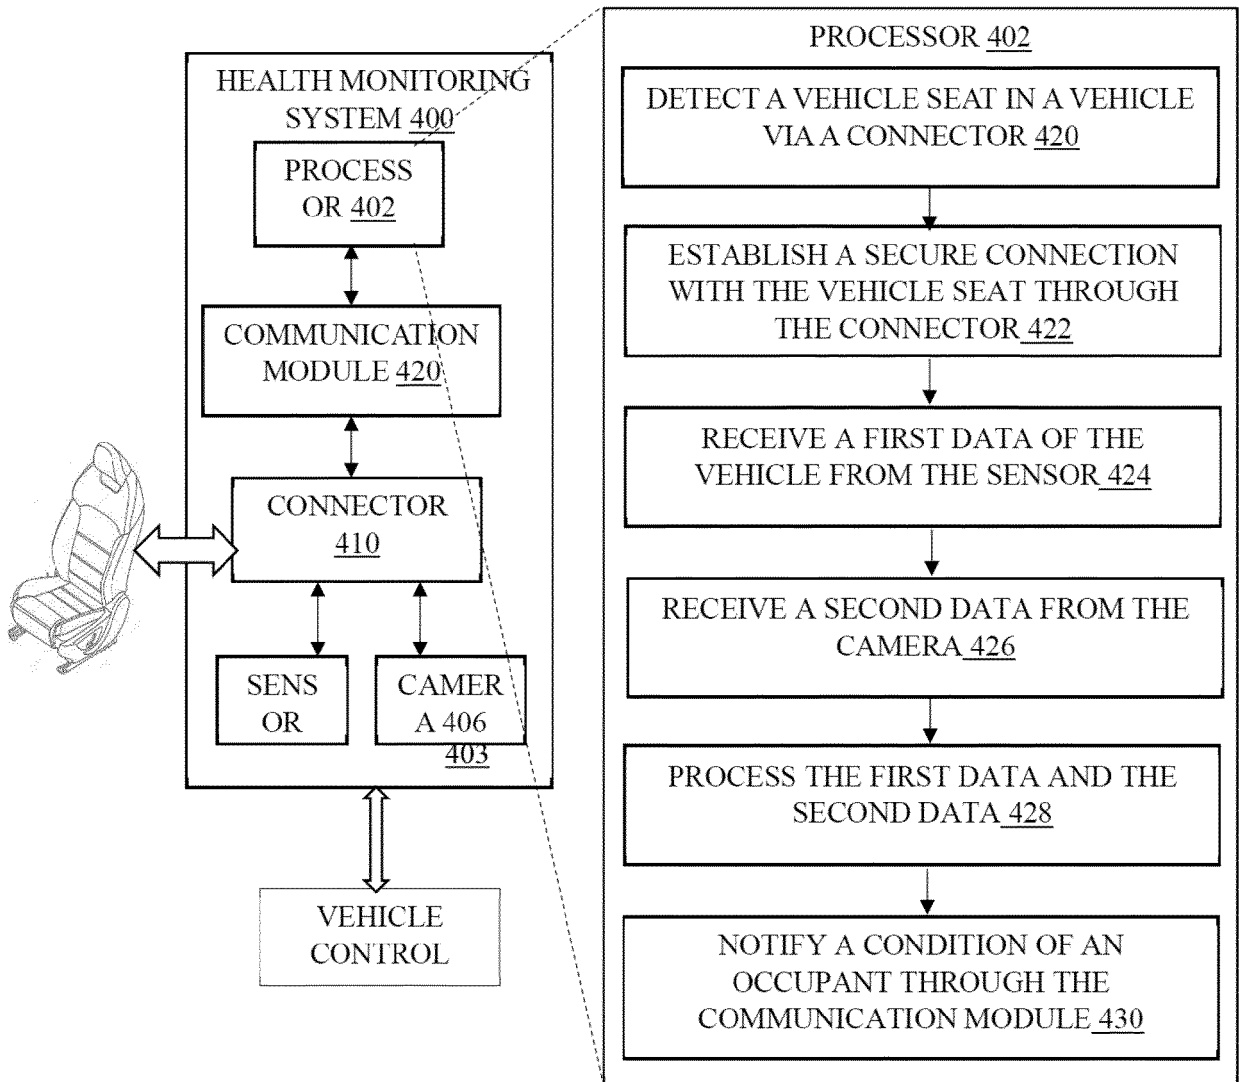 HEALTH MONITORING
SYSTEM 400
PROCESS
OR 402
COMMUNICATION
MODULE 420
CONNECTOR
410
SENS
OR
CAMER
A 406
403
VEHICLE
CONTROL
PROCESSOR 402
DETECT A VEHICLE SEAT IN A VEHICLE
VIA A CONNECTOR 420
ESTABLISH A SECURE CONNECTION
WITH THE VEHICLE SEAT THROUGH
THE CONNECTOR 422
RECEIVE A FIRST DATA OF THE
VEHICLE FROM THE SENSOR 424
RECEIVE A SECOND DATA FROM THE
CAMERA 426
PROCESS THE FIRST DATA AND THE
SECOND DATA 428
NOTIFY A CONDITION OF AN
OCCUPANT THROUGH THE
COMMUNICATION MODULE 430